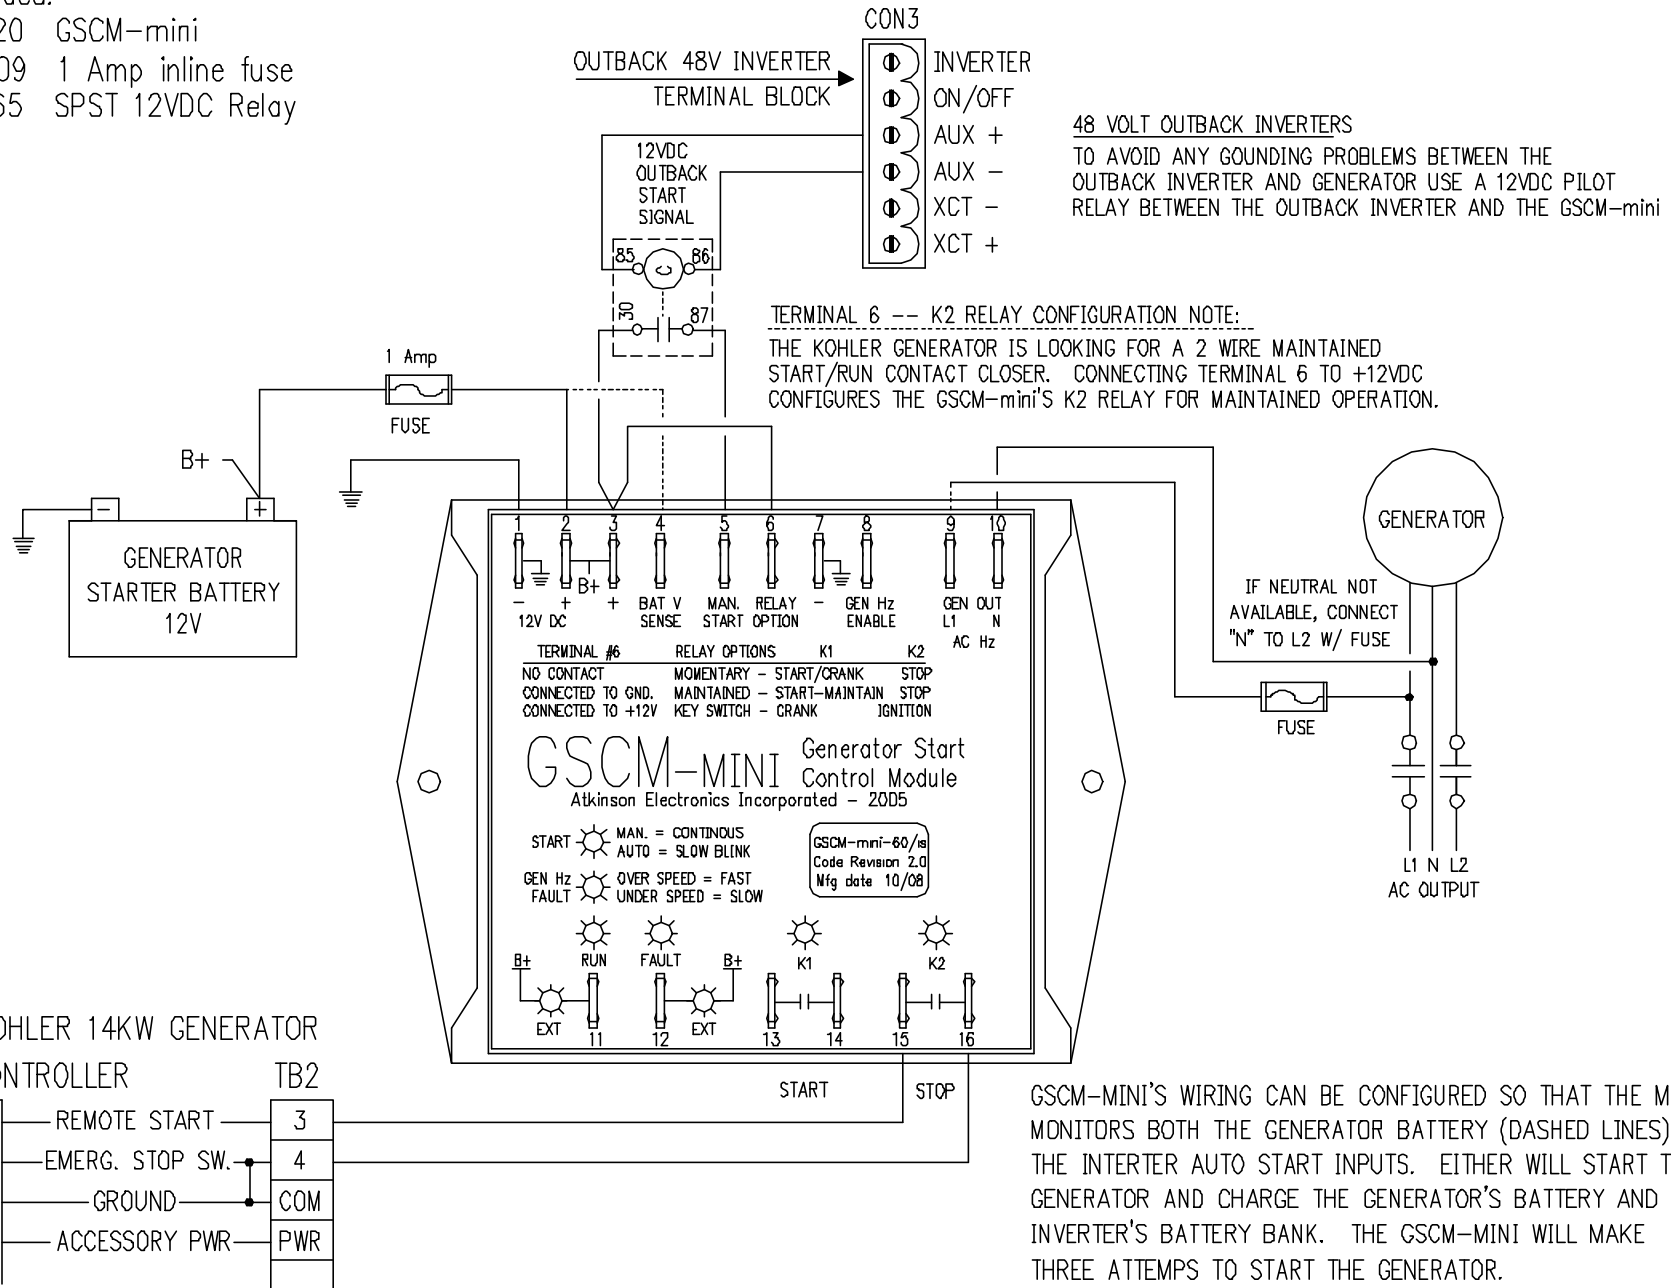 20 GSCM-mini
09 1 Amp inline fuse
65 SPST 12VDC Relay
CON3
OUTBACK 48V INVERTER
TERMINAL BLOCK
INVERTER
ON/OFF
AUX +
AUX -
XCT -
XCT +
48 VOLT OUTBACK INVERTERS
TO AVOID ANY GOUNDING PROBLEMS BETWEEN THE
OUTBACK INVERTER AND GENERATOR USE A 12VDC PILOT
RELAY BETWEEN THE OUTBACK INVERTER AND THE GSCM-mini
12VDC
OUTBACK
START
SIGNAL
85 C 86
30 87
TERMINAL 6 -- K2 RELAY CONFIGURATION NOTE:
THE KOHLER GENERATOR IS LOOKING FOR A 2 WIRE MAINTAINED
START/RUN CONTACT CLOSER. CONNECTING TERMINAL 6 TO +12VDC
CONFIGURES THE GSCM-mini'S K2 RELAY FOR MAINTAINED OPERATION.
1 Amp
FUSE
B+
- +
GENERATOR
STARTER BATTERY
12V
1 2 3 4 5 6 7 8 9 10
B+
- + + BAT V MAN. RELAY - GEN Hz GEN OUT
12V DC SENSE START OPTION ENABLE L1 N
AC Hz
TERMINAL #6 RELAY OPTIONS K1 K2
NO CONTACT MOMENTARY - START/CRANK STOP
CONNECTED TO GND. MAINTAINED - START-MAINTAIN STOP
CONNECTED TO +12V KEY SWITCH - CRANK IGNITION
GSCM-MINI Generator Start
Control Module
Atkinson Electronics Incorporated - 2005
START MAN. = CONTINOUS
AUTO = SLOW BLINK
GEN Hz OVER SPEED = FAST
FAULT UNDER SPEED = SLOW
GSCM-mini-60/is
Code Revision 2.0
Mfg date 10/08
B+ RUN FAULT B+ K1 K2
EXT EXT
11 12 13 14 15 16
GENERATOR
IF NEUTRAL NOT
AVAILABLE, CONNECT
"N" TO L2 W/ FUSE
FUSE
L1 N L2
AC OUTPUT
OHLER 14KW GENERATOR
ONTROLLER TB2
REMOTE START 3
EMERG. STOP SW. 4
GROUND COM
ACCESSORY PWR PWR
START STOP
GSCM-MINI'S WIRING CAN BE CONFIGURED SO THAT THE M
MONITORS BOTH THE GENERATOR BATTERY (DASHED LINES)
THE INTERTER AUTO START INPUTS. EITHER WILL START T
GENERATOR AND CHARGE THE GENERATOR'S BATTERY AND
INVERTER'S BATTERY BANK. THE GSCM-MINI WILL MAKE
THREE ATTEMPS TO START THE GENERATOR.